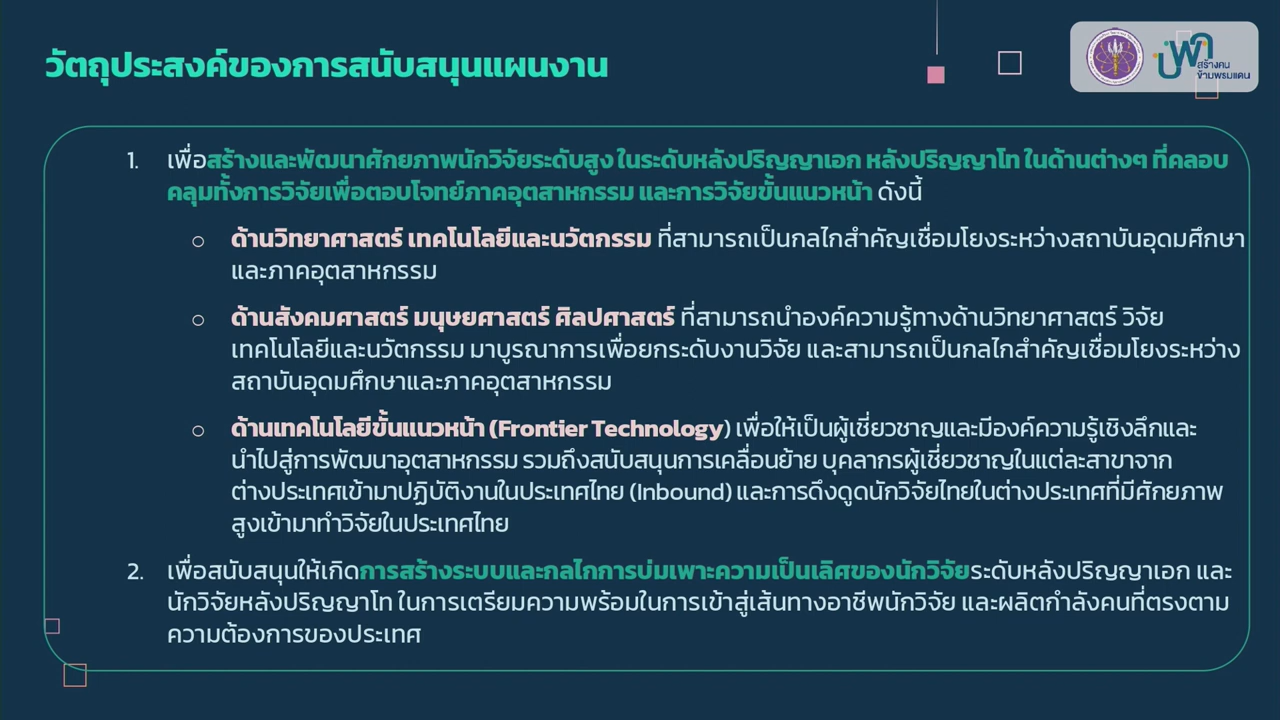 วัตถุประสงค์ของการสนับสนุนแผนงาน
บพค
สร้างคน
ข้ามพรมแดน
1. เพื่อสร้างและพัฒนาศักยภาพนักวิจัยระดับสูง ในระดับหลังปริญญาเอก หลังปริญญาโท ในด้านต่างๆ ที่คลอบ
คลุมทั้งการวิจัยเพื่อตอบโจทย์ภาคอุตสาหกรรม และการวิจัยขั้นแนวหน้า ดังนี้
o ด้านวิทยาศาสตร์ เทคโนโลยีและนวัตกรรม ที่สามารถเป็นกลไกสำคัญเชื่อมโยงระหว่างสถาบันอุดมศึกษา
และภาคอุตสาหกรรม
o ด้านสังคมศาสตร์ มนุษยศาสตร์ ศิลปศาสตร์ ที่สามารถนำองค์ความรู้ทางด้านวิทยาศาสตร์ วิจัย
เทคโนโลยีและนวัตกรรม มาบูรณาการเพื่อยกระดับงานวิจัย และสามารถเป็นกลไกสำคัญเชื่อมโยงระหว่าง
สถาบันอุดมศึกษาและภาคอุตสาหกรรม
o ด้านเทคโนโลยีขั้นแนวหน้า (Frontier Technology) เพื่อให้เป็นผู้เชี่ยวชาญและมีองค์ความรู้เชิงลึกและ
นำไปสู่การพัฒนาอุตสาหกรรม รวมถึงสนับสนุนการเคลื่อนย้าย บุคลากรผู้เชี่ยวชาญในแต่ละสาขาจาก
ต่างประเทศเข้ามาปฏิบัติงานในประเทศไทย (Inbound) และการดึงดูดนักวิจัยไทยในต่างประเทศที่มีศักยภาพ
สูงเข้ามาทำวิจัยในประเทศไทย
2. เพื่อสนับสนุนให้เกิดการสร้างระบบและกลไกการบ่มเพาะความเป็นเลิศของนักวิจัยระดับหลังปริญญาเอก และ
นักวิจัยหลังปริญญาโท ในการเตรียมความพร้อมในการเข้าสู่เส้นทางอาชีพนักวิจัย และผลิตกำลังคนที่ตรงตาม
ความต้องการของประเทศ